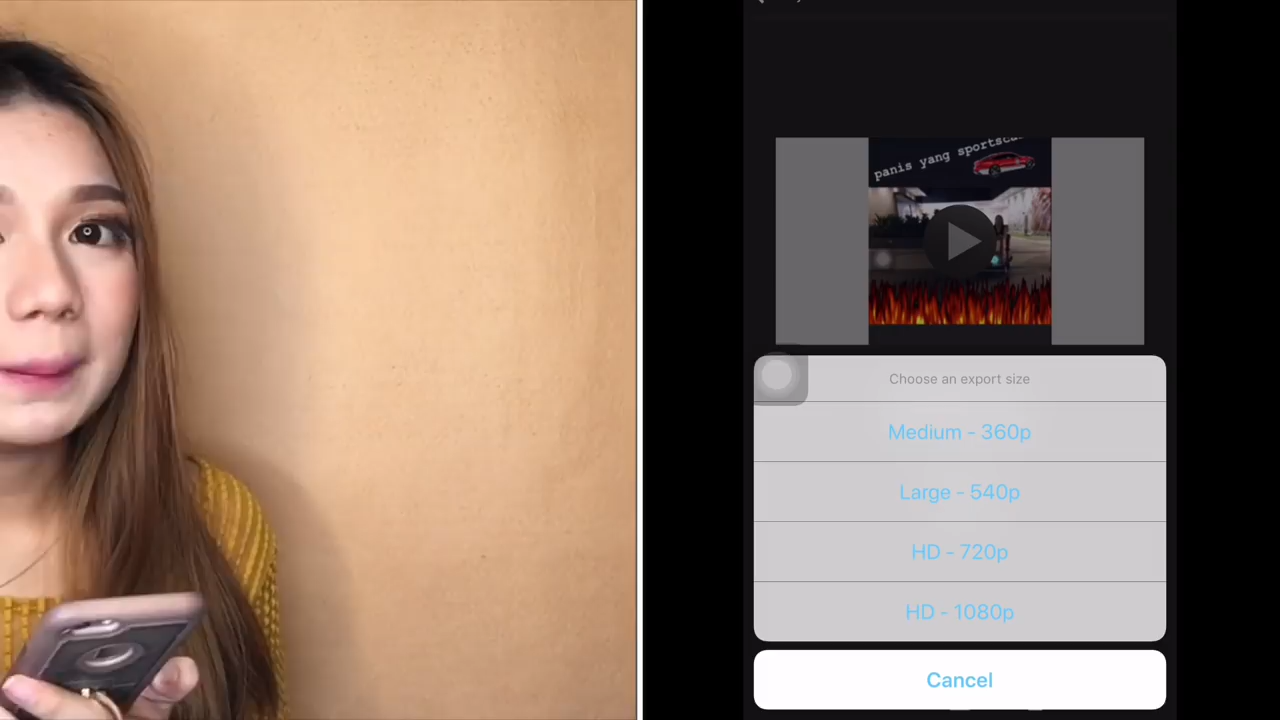 panis yang sportsca
Choose an export size
Medium - 360p
Large - 540p
HD - 720p
HD - 1080p
Cancel